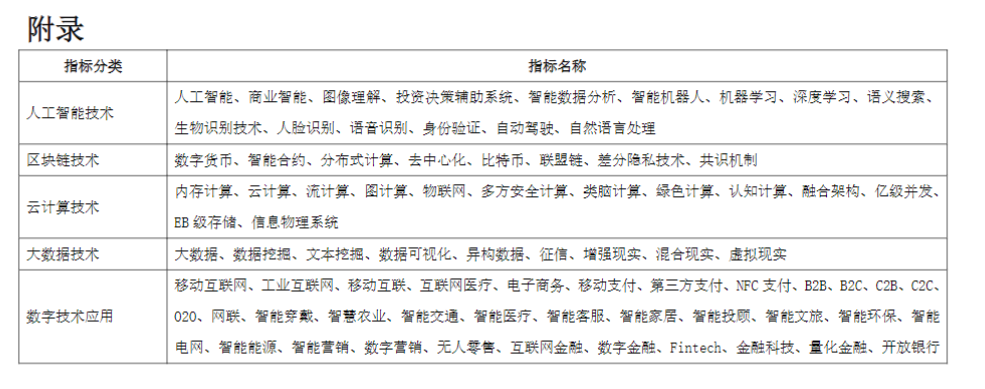 附录
指标分类 指标名称
人工智能技术
人工智能、商业智能、图像理解、投资决策辅助系统、智能数据分析、智能机器人、机器学习、深度学习、语义搜索、
生物识别技术、人脸识别、语音识别、身份验证、自动驾驶、自然语言处理
区块链技术
数字货币、智能合约、分布式计算、去中心化、比特币、联盟链、差分隐私技术、共识机制
云计算技术
内存计算、云计算、流计算、图计算、物联网、多方安全计算、类脑计算、绿色计算、认知计算、融合架构、亿级并发、
EB 级存储、信息物理系统
大数据技术
大数据、数据挖掘、文本挖掘、数据可视化、异构数据、征信、增强现实、混合现实、虚拟现实
数字技术应用
移动互联网、工业互联网、移动互联、互联网医疗、电子商务、移动支付、第三方支付、NFC 支付、B2B、B2C、C2B、C2C、
O2O、网联、智能穿戴、智慧农业、智能交通、智能医疗、智能客服、智能家居、智能投顾、智能文旅、智能环保、智能
电网、智能能源、智能营销、数字营销、无人零售、互联网金融、数字金融、Fintech、金融科技、量化金融、开放银行